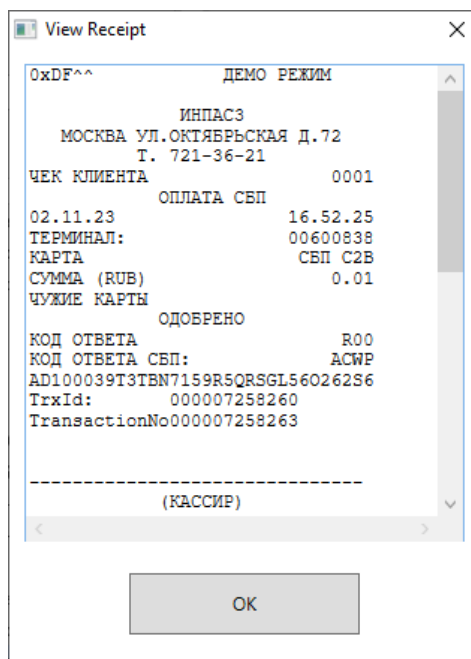 View Receipt
0xDF^^ ДЕМО РЕЖИМ
ИНПАС3
МОСКВА УЛ.ОКТЯБРЬСКАЯ Д.72
Т. 721-36-21
ЧЕК КЛИЕНТА 0001
ОПЛАТА СБП
02.11.23 16.52.25
ТЕРМИНАЛ: 00600838
КАРТА СБП C2B
СУММА (RUB) 0.01
ЧУЖИЕ КАРТЫ
ОДОБРЕНО
КОД ОТВЕТА R00
КОД ОТВЕТА СБП: ACWP
AD100039T3TBN7159R5QRSGL56O262S6
TrxId: 000007258260
TransactionNo000007258263
-------------------------------
(КАССИР)
OK